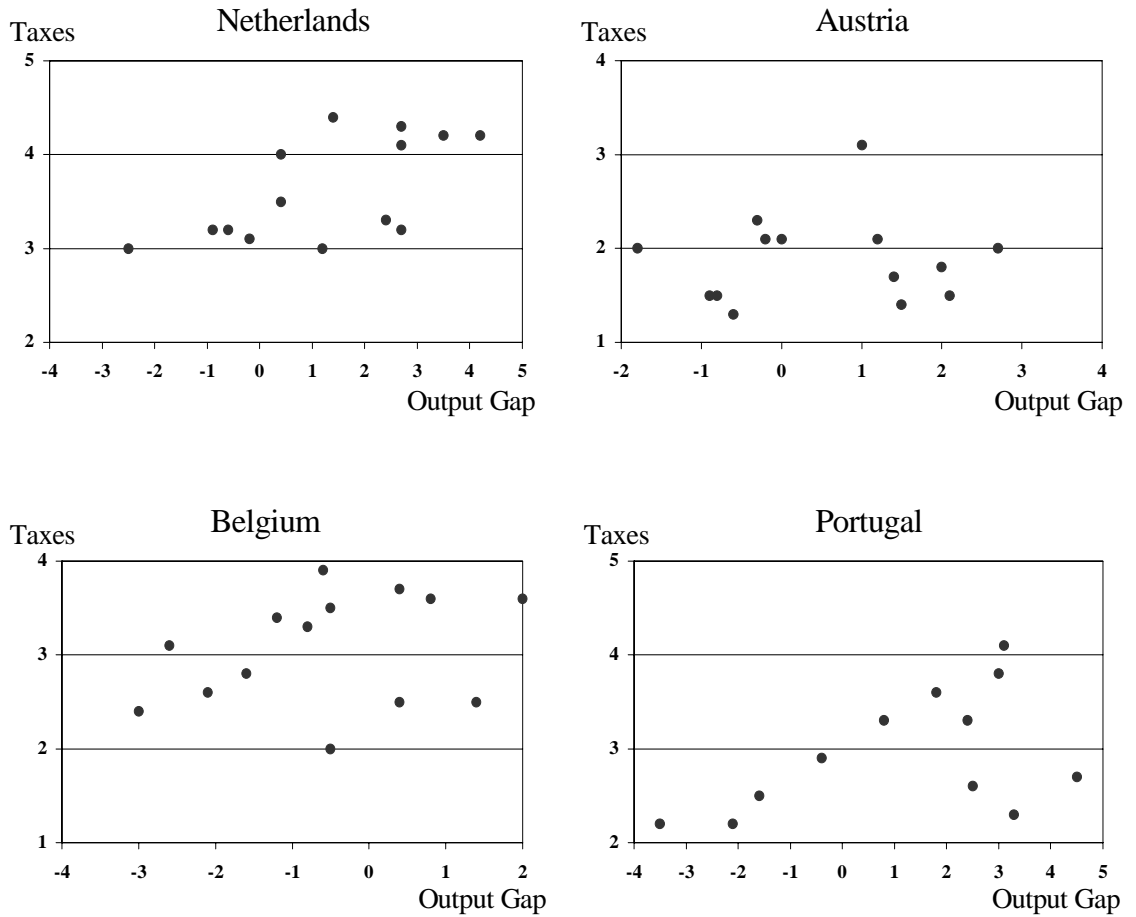 Netherlands
Taxes
5
4
3
2
-4 -3 -2 -1 0 1 2 3 4 5
Output Gap
Austria
Taxes
4
3
2
1
-2 -1 0 1 2 3 4
Output Gap
Belgium
Taxes
4
3
2
1
-4 -3 -2 -1 0 1 2
Output Gap
Portugal
Taxes
5
4
3
2
-4 -3 -2 -1 0 1 2 3 4 5
Output Gap